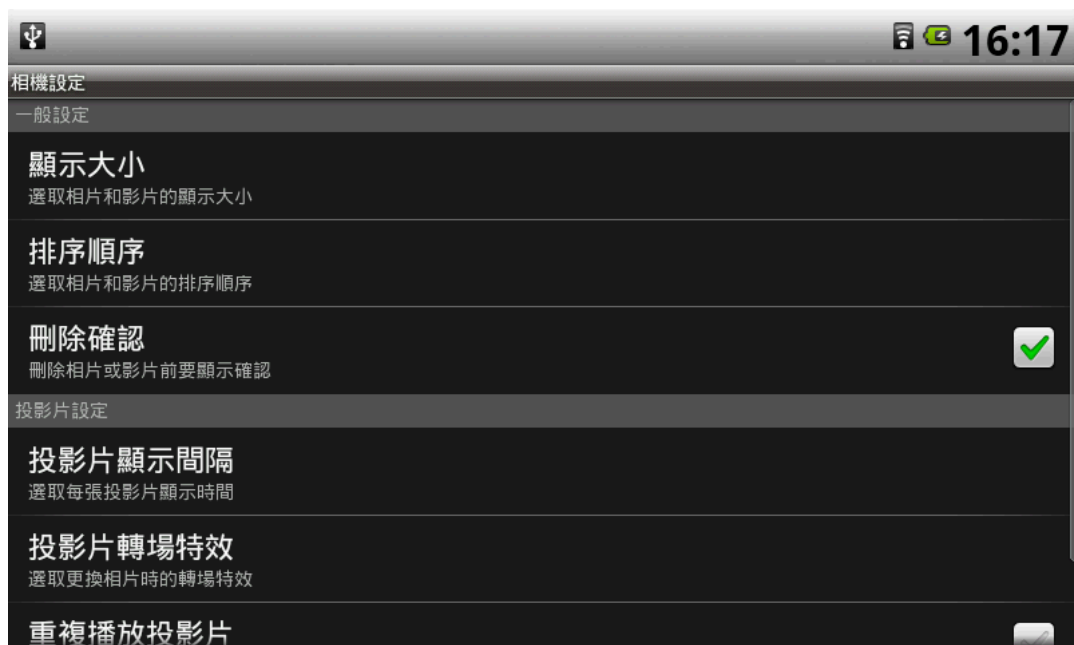 16:17
相機設定
一般設定
顯示大小
選取相片和影片的顯示大小
排序順序
選取相片和影片的排序順序
刪除確認
刪除相片或影片前要顯示確認
投影片設定
投影片顯示間隔
選取每張投影片顯示時間
投影片轉場特效
選取更換相片時的轉場特效
重複播放投影片